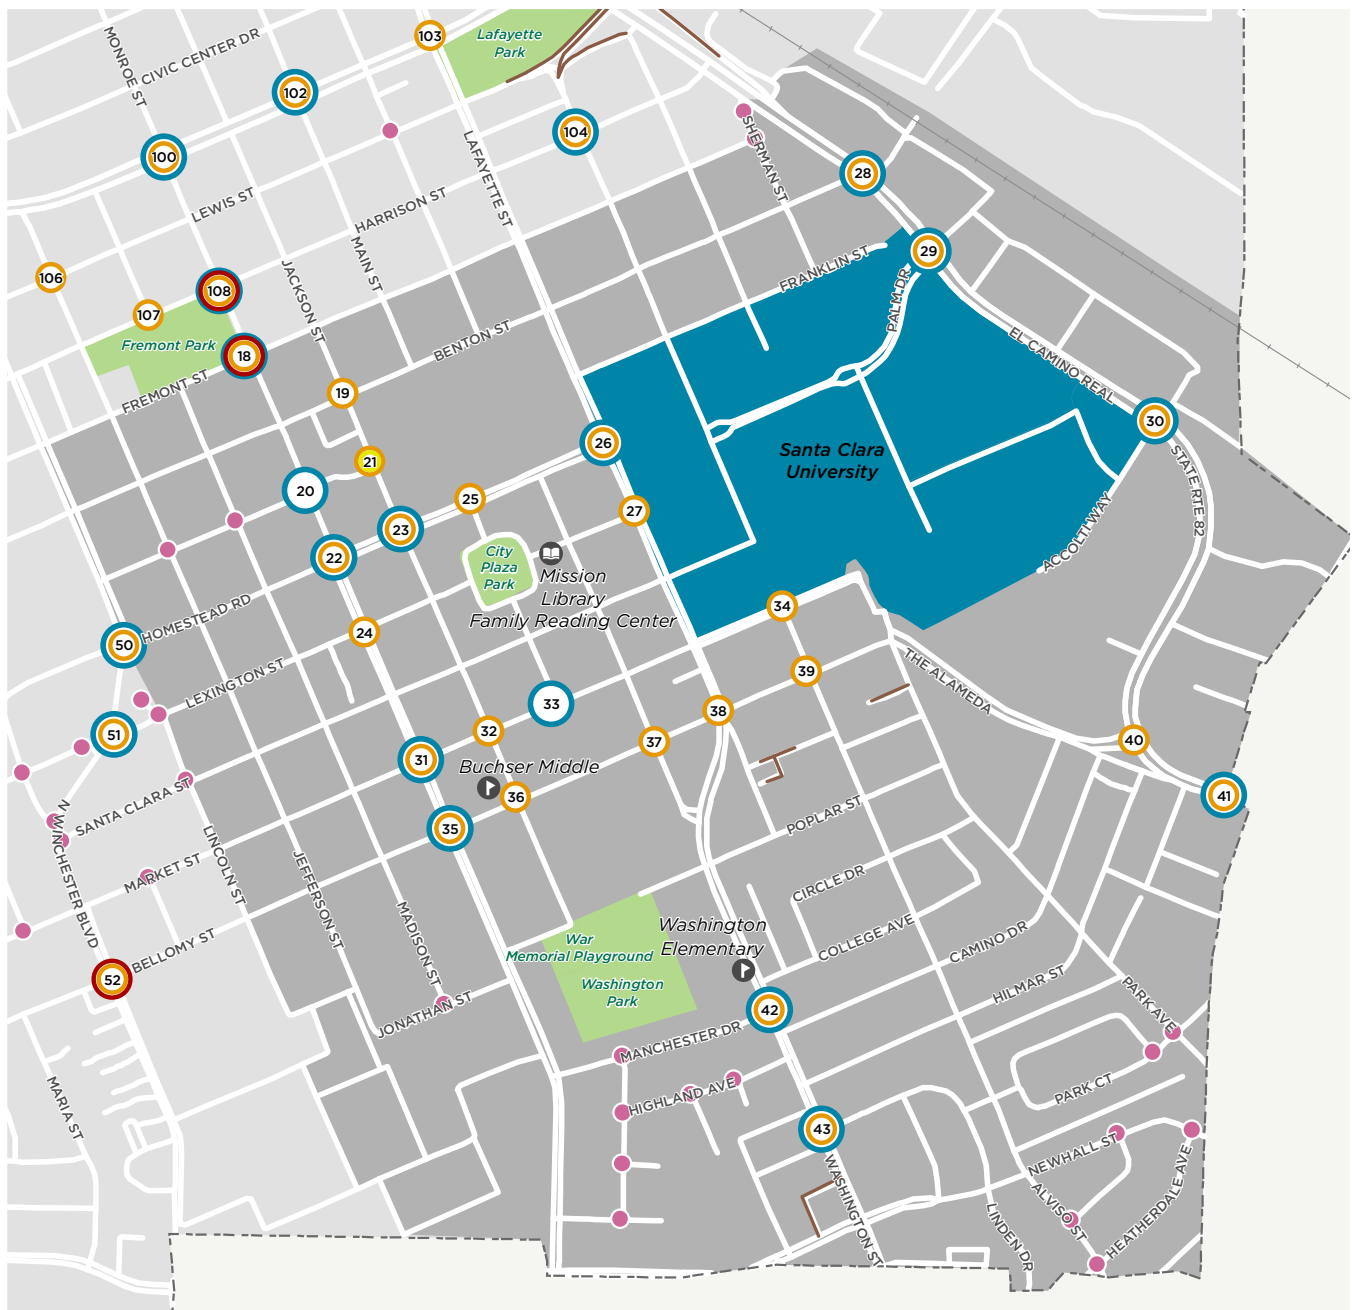 MONROE ST
CIVIC CENTER DR
103
Lafayette
Park
102
104
100
SHERMAN ST
LAFAYETTE ST
28
LEWIS ST
HARRISON ST
MAIN ST
29
106
108
107
JACKSON ST
FRANKLIN ST
PALM DR
Fremont Park
18
BENTON ST
EL CAMINO REAL
FREMONT ST
19
30
26
Santa Clara
University
21
20
25
27
STATE RTE 82
23
22
City
Plaza
Park
Mission
Library
Family Reading Center
ACCOLTI WAY
34
HOMESTEAD RD
24
50
LEXINGTON ST
39
THE ALAMEDA
33
38
51
32
37
40
31
Buchser Middle
36
41
SANTA CLARA ST
N WINCHESTER BLVD
35
POPLAR ST
LINCOLN ST
MARKET ST
JEFFERSON ST
CIRCLE DR
MADISON ST
Washington
Elementary
War
Memorial Playground
COLLEGE AVE
CAMINO DR
BELLOMY ST
52
Washington
Park
HILMAR ST
PARK AVE
42
JONATHAN ST
MANCHESTER DR
HIGHLAND AVE
PARK CT
MARIA ST
43
NEWHALL ST
WASHINGTON ST
ALVISO ST
HEATHERDALE AVE
LINDEN DR